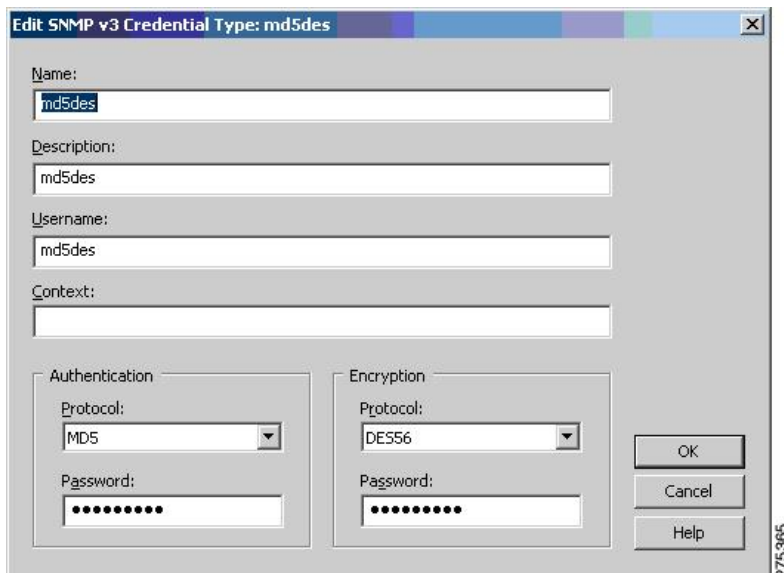 Edit SNMP v3 Credential Type: md5des
Name:
md5des
Description:
md5des
Username:
md5des
Context:
Authentication
Protocol:
MD5
Password:
●●●●●●●●●
Encryption
Protocol:
DES56
Password:
●●●●●●●●●
OK
Cancel
Help
275365